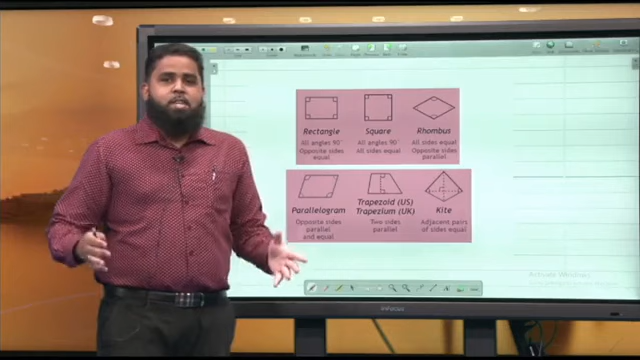 Rectangle
All angles 90°
Opposite sides
equal
Square
All angles 90°
All sides equal
Rhombus
All sides equal
Opposite sides
parallel
Parallelogram
Opposite sides
parallel
and equal
Trapezoid (US)
Trapezium (UK)
Two sides
parallel
Kite
Adjacent pairs
of sides equal
Activate Windows
InFocus